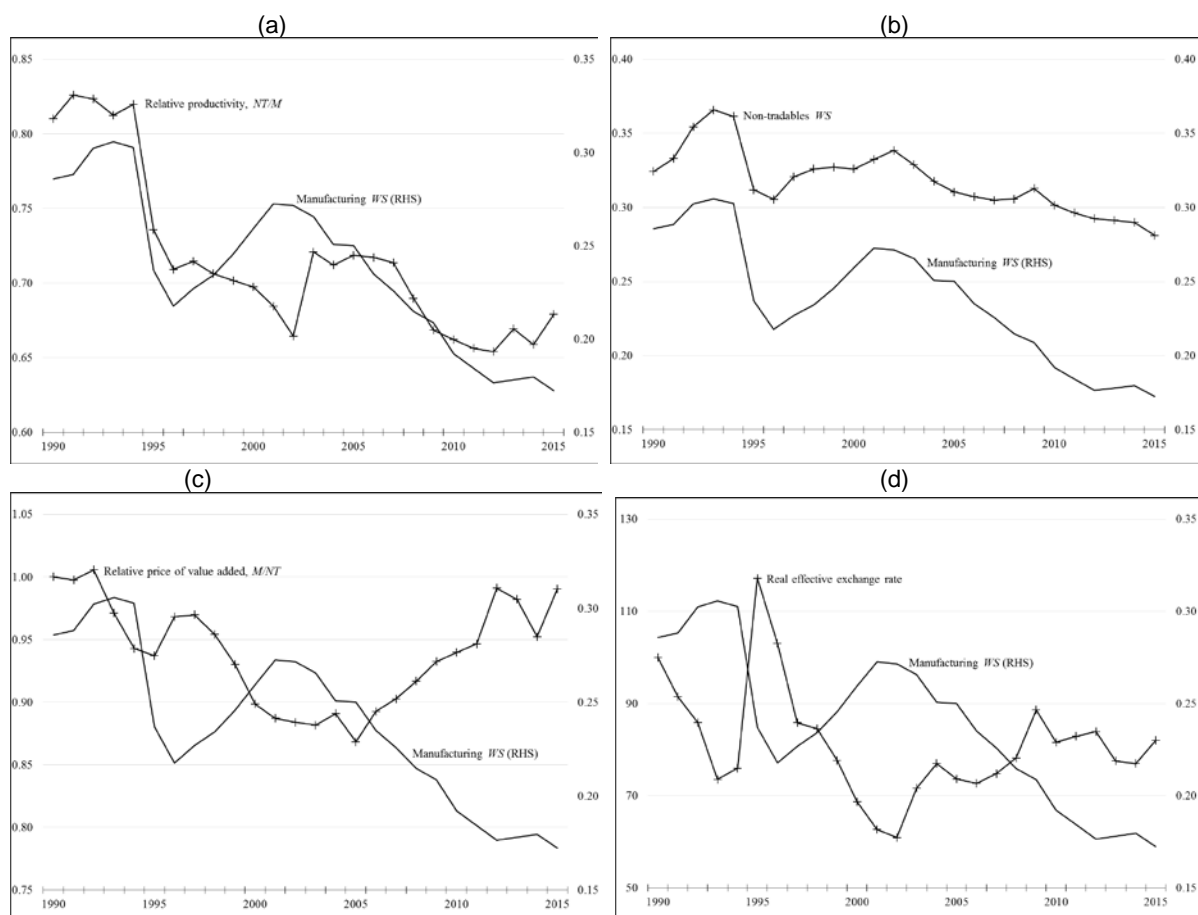 (a)
0.85
0.35
Relative productivity, NT/M
0.80
0.30
Manufacturing WS (RHS)
0.75
0.25
0.70
0.20
0.65
0.60
0.15
1990 1995 2000 2005 2010 2015
(b)
0.40
0.40
Non-tradables WS
0.35
0.35
0.30
0.30
Manufacturing WS (RHS)
0.25
0.25
0.20
0.20
0.15
0.15
1990 1995 2000 2005 2010 2015
(c)
1.05
0.35
Relative price of value added, M/NT
1.00
0.30
0.95
0.25
0.90
Manufacturing WS (RHS)
0.85
0.20
0.80
0.75
0.15
1990 1995 2000 2005 2010 2015
(d)
130
0.35
Real effective exchange rate
110
0.30
Manufacturing WS (RHS)
90
0.25
70
0.20
50
0.15
1990 1995 2000 2005 2010 2015